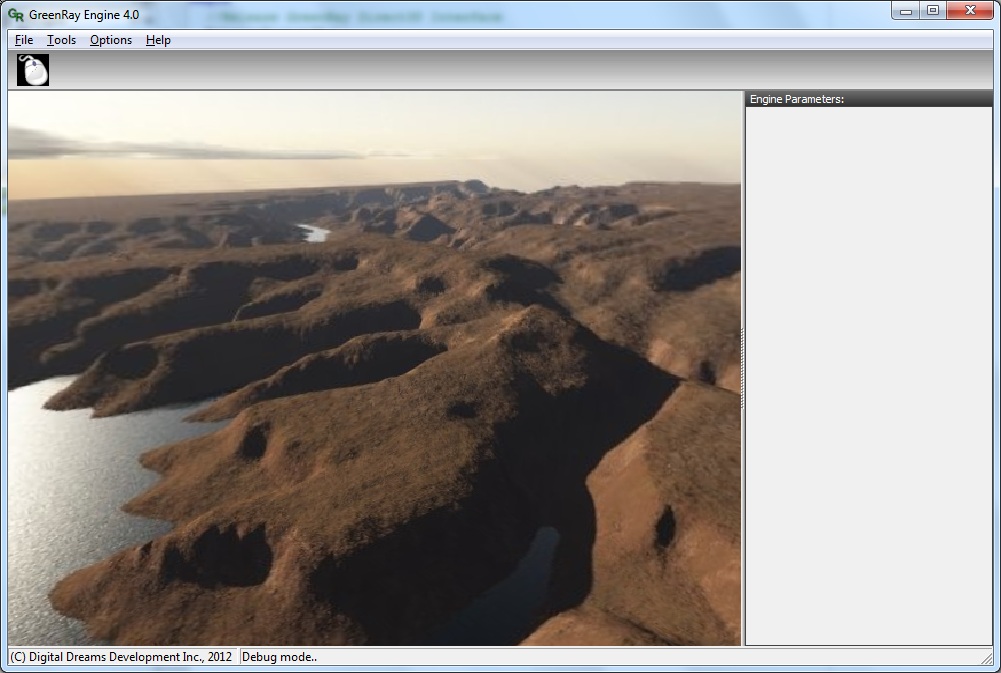 GR GreenRay Engine 4.0
File Tools Options Help
Engine Parameters:
(C) Digital Dreams Development Inc., 2012 Debug mode..